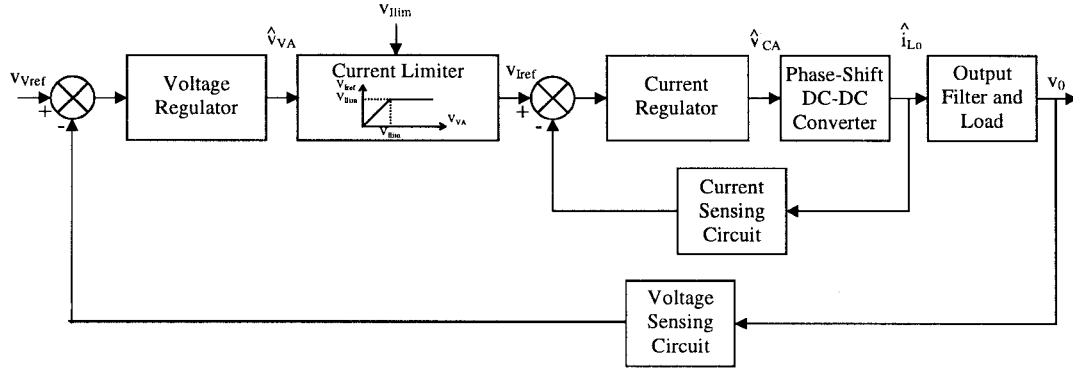 v_Ilim
v̂_VA
v̂_CA
î_Lo
v_Vref
+
-
Voltage
Regulator
Current Limiter
v_Iref
v_Ilim
v_Ilim
v_VA
v_Iref
+
-
Current
Regulator
Phase-Shift
DC-DC
Converter
Output
Filter and
Load
v_0
Current
Sensing
Circuit
Voltage
Sensing
Circuit